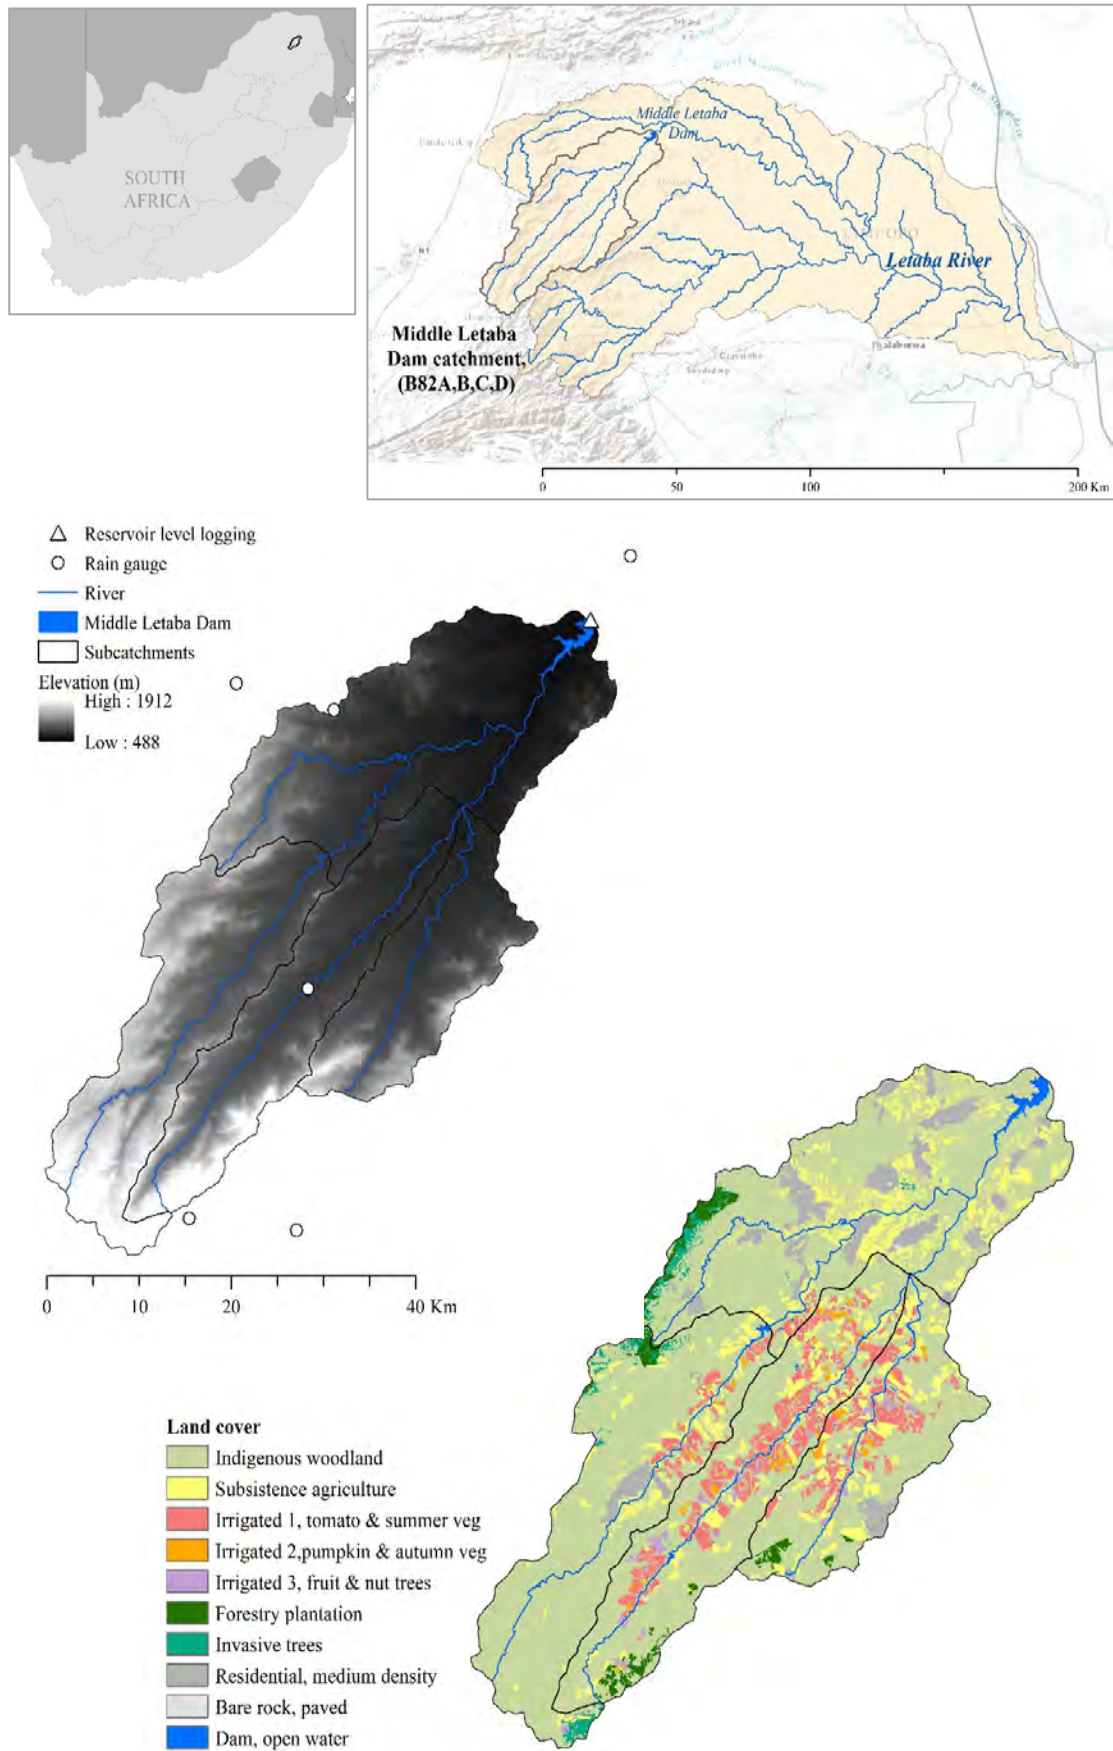 SOUTH
AFRICA
Middle Letaba
Dam
Letaba River
Phalaborwa
N1
Middle Letaba
Dam catchment,
(B82A,B,C,D)
0 50 100 200 Km
Reservoir level logging
Rain gauge
River
Middle Letaba Dam
Subcatchments
Elevation (m)
High : 1912
Low : 488
0 10 20 40 Km
Land cover
Indigenous woodland
Subsistence agriculture
Irrigated 1, tomato & summer veg
Irrigated 2,pumpkin & autumn veg
Irrigated 3, fruit & nut trees
Forestry plantation
Invasive trees
Residential, medium density
Bare rock, paved
Dam, open water